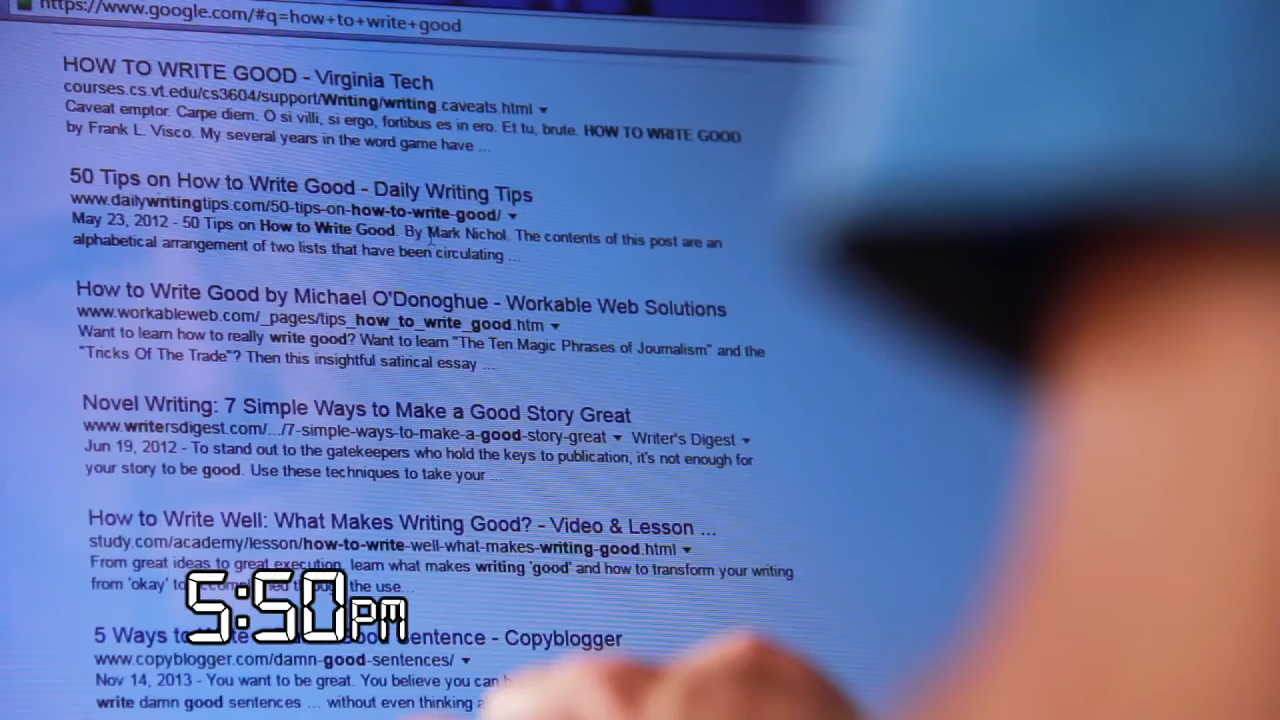 https://www.google.com/#q=how+to+write+good
HOW TO WRITE GOOD - Virginia Tech
courses.cs.vt.edu/cs3604/support/Writing/writing.caveats.html
Caveat emptor. Carpe diem. O si villi, si ergo, fortibus es in ero. Et tu, brute. HOW TO WRITE GOOD
by Frank L. Visco. My several years in the word game have ...
50 Tips on How to Write Good - Daily Writing Tips
www.dailywritingtips.com/50-tips-on-how-to-write-good/
May 23, 2012 - 50 Tips on How to Write Good. By Mark Nichol. The contents of this post are an
alphabetical arrangement of two lists that have been circulating ...
How to Write Good by Michael O'Donoghue - Workable Web Solutions
www.workableweb.com/_pages/tips_how_to_write_good.htm
Want to learn how to really write good? Want to learn "The Ten Magic Phrases of Journalism" and the
"Tricks Of The Trade"? Then this insightful satirical essay ...
Novel Writing: 7 Simple Ways to Make a Good Story Great
www.writersdigest.com/.../7-simple-ways-to-make-a-good-story-great Writer's Digest
Jun 19, 2012 - To stand out to the gatekeepers who hold the keys to publication, it's not enough for
your story to be good. Use these techniques to take your ...
How to Write Well: What Makes Writing Good? - Video & Lesson ...
study.com/academy/lesson/how-to-write-well-what-makes-writing-good.html
From great ideas to great execution, learn what makes writing 'good' and how to transform your writing
from 'okay' to the use...
5:50PM
5 Ways to Sentence - Copyblogger
www.copyblogger.com/damn-good-sentences/
Nov 14, 2013 - You want to be great. You believe you can
write damn good sentences ... without even thinking